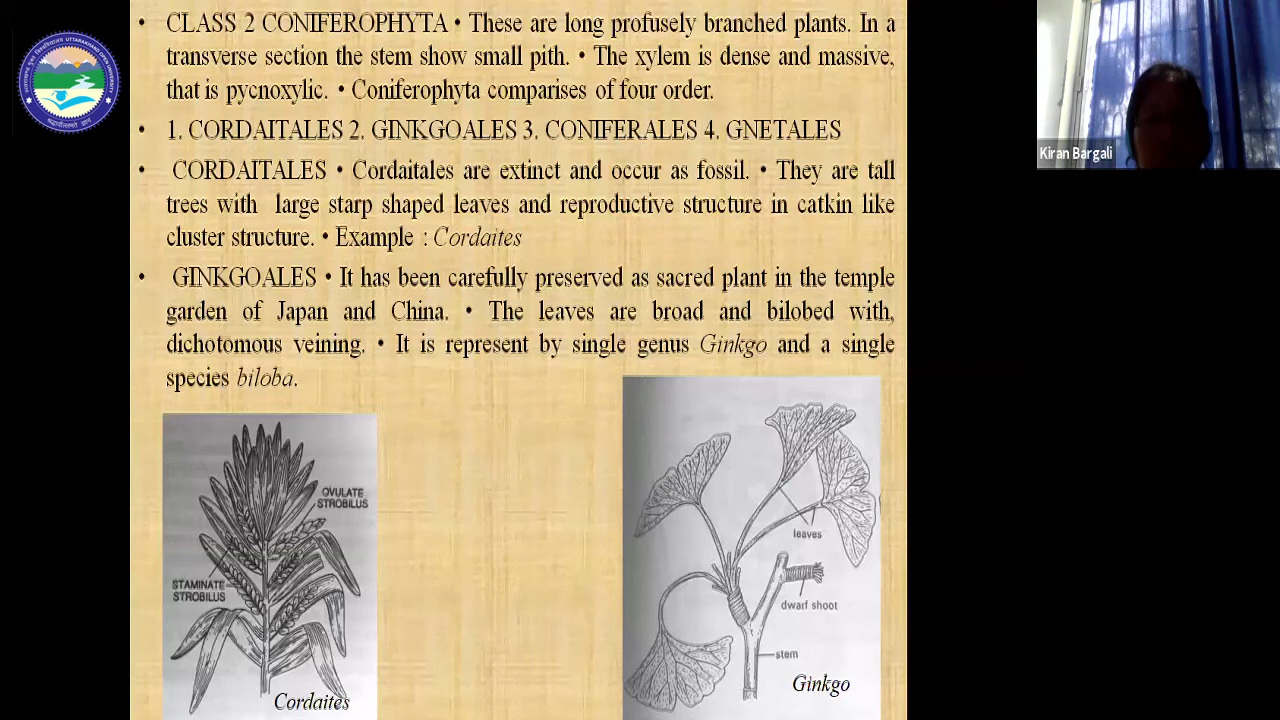 • CLASS 2 CONIFEROPHYTA • These are long profusely branched plants. In a
transverse section the stem show small pith. • The xylem is dense and massive,
that is pycnoxylic. • Coniferophyta comparises of four order.
• 1. CORDAITALES 2. GINKGOALES 3. CONIFERALES 4. GNETALES
• CORDAITALES • Cordaitales are extinct and occur as fossil. • They are tall
trees with large starp shaped leaves and reproductive structure in catkin like
cluster structure. • Example : Cordaites
• GINKGOALES • It has been carefully preserved as sacred plant in the temple
garden of Japan and China. • The leaves are broad and bilobed with,
dichotomous veining. • It is represent by single genus Ginkgo and a single
species biloba.
OVULATE
STROBILUS
STAMINATE
STROBILUS
Cordaites
leaves
dwarf shoot
stem
Ginkgo
Kiran Bargali
UTTARAKHAND OPEN UNIVERSITY